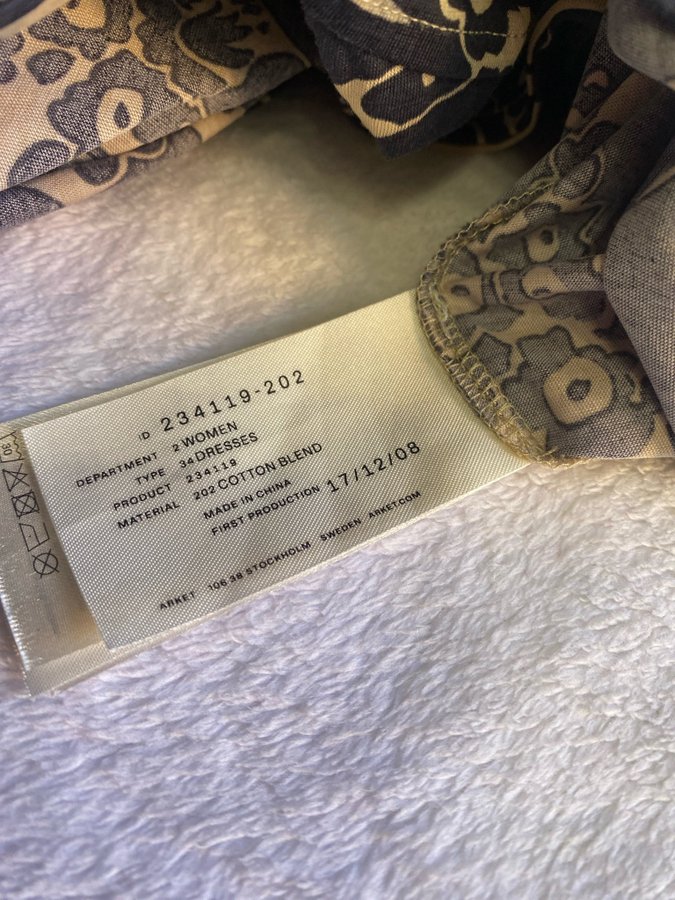 ID 234119-202
DEPARTMENT 2 WOMEN
TYPE 34 DRESSES
PRODUCT 234119
MATERIAL 202 COTTON BLEND
MADE IN CHINA
FIRST PRODUCTION 17/12/08
ARKET 106 38 STOCKHOLM SWEDEN ARKET.COM
30